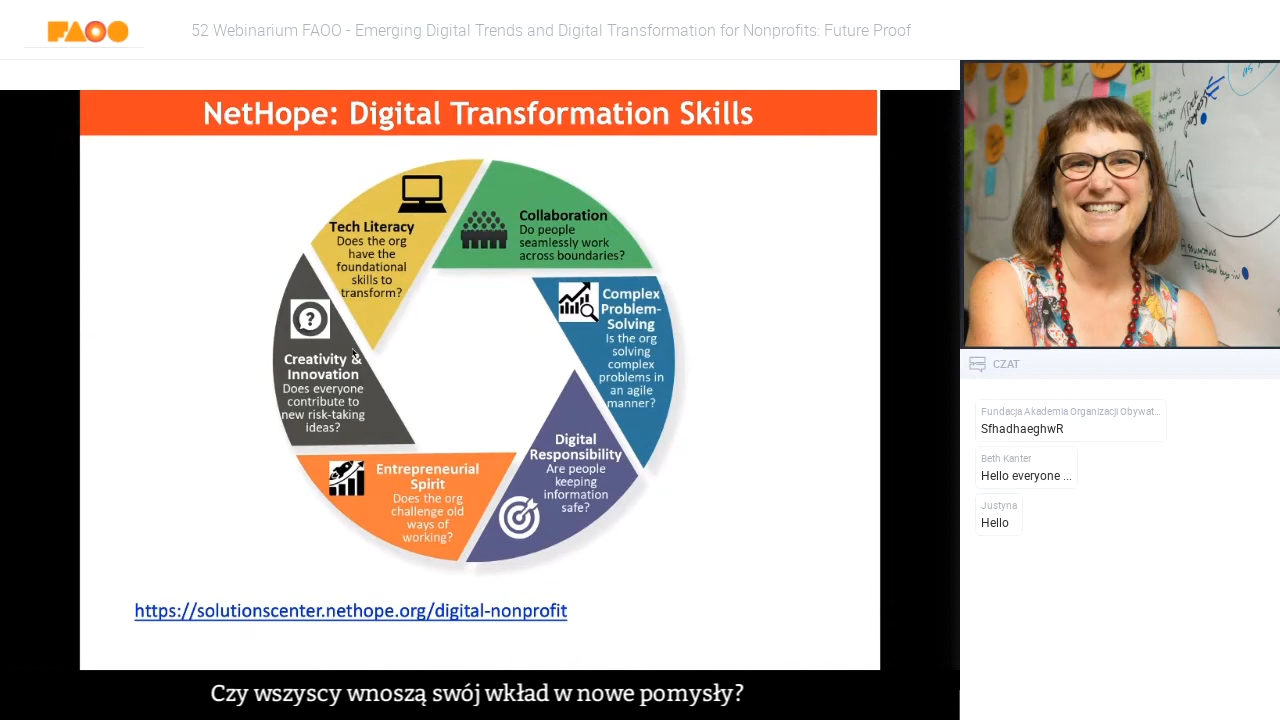 FAOO
52 Webinarium FAOO - Emerging Digital Trends and Digital Transformation for Nonprofits: Future Proof
NetHope: Digital Transformation Skills
Tech Literacy
Does the org
have the
foundational
skills to
transform?
Collaboration
Do people
seamlessly work
across boundaries?
Complex
Problem-
Solving
Is the org
solving
complex
problems in
an agile
manner?
Digital
Responsibility
Are people
keeping
information
safe?
Entrepreneurial
Spirit
Does the org
challenge old
ways of
working?
Creativity &
Innovation
Does everyone
contribute to
new risk-taking
ideas?
https://solutionscenter.nethope.org/digital-nonprofit
Czy wszyscy wnoszą swój wkład w nowe pomysły?
CZAT
Fundacja Akademia Organizacji Obywat...
SfhadhaeghwR
Beth Kanter
Hello everyone ...
Justyna
Hello